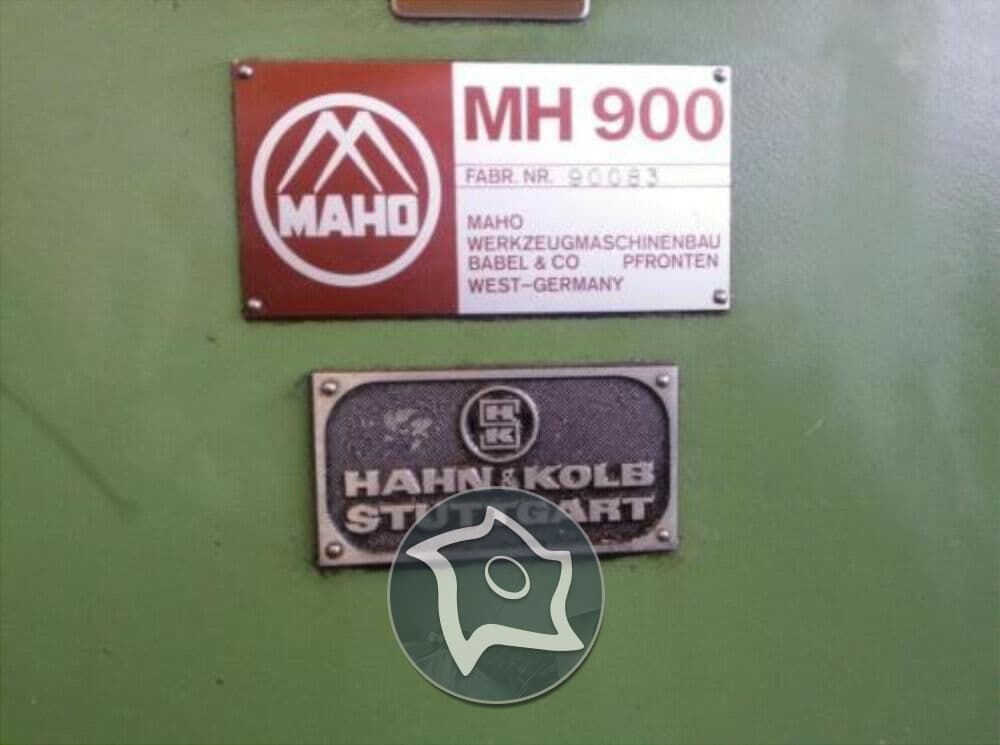 MAHO
MH 900
FABR. NR. 90083
MAHO
WERKZEUGMASCHINENBAU
BABEL & CO PFRONTEN
WEST-GERMANY
HK
HAHN & KOLB
STUTTGART